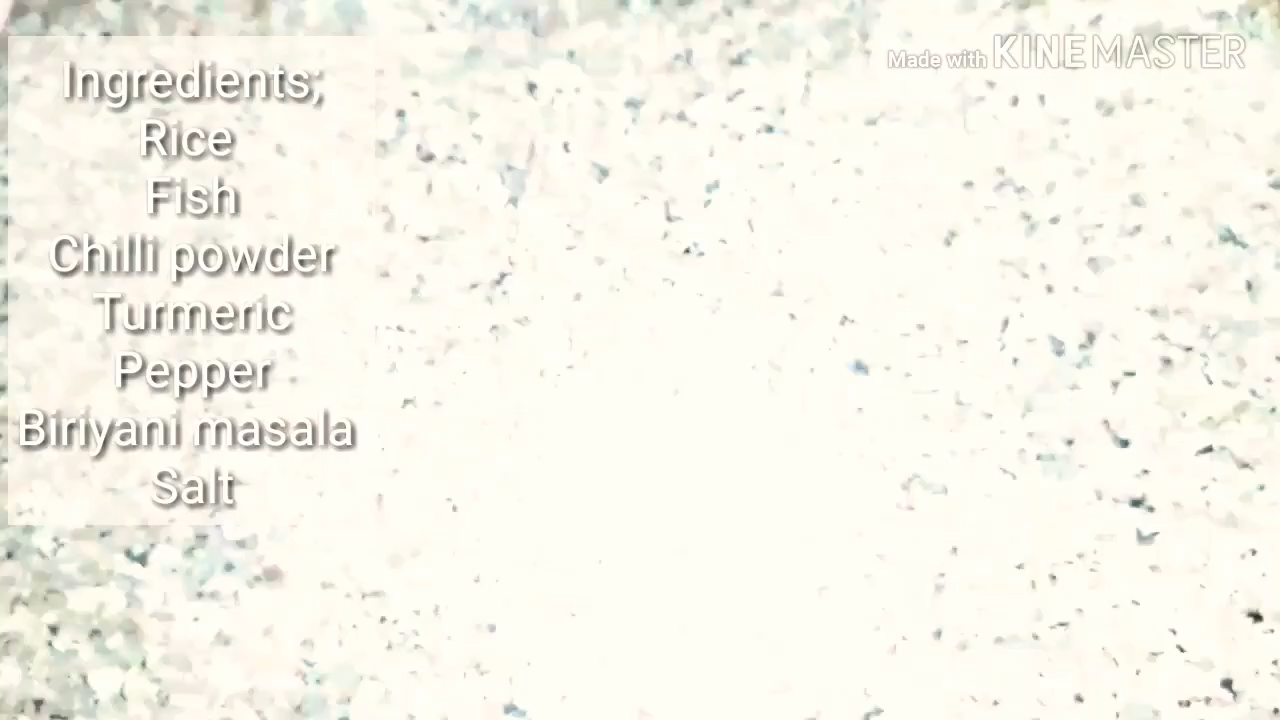 Made with KINEMASTER
Ingredients;
Rice
Fish
Chilli powder
Turmeric
Pepper
Biriyani masala
Salt